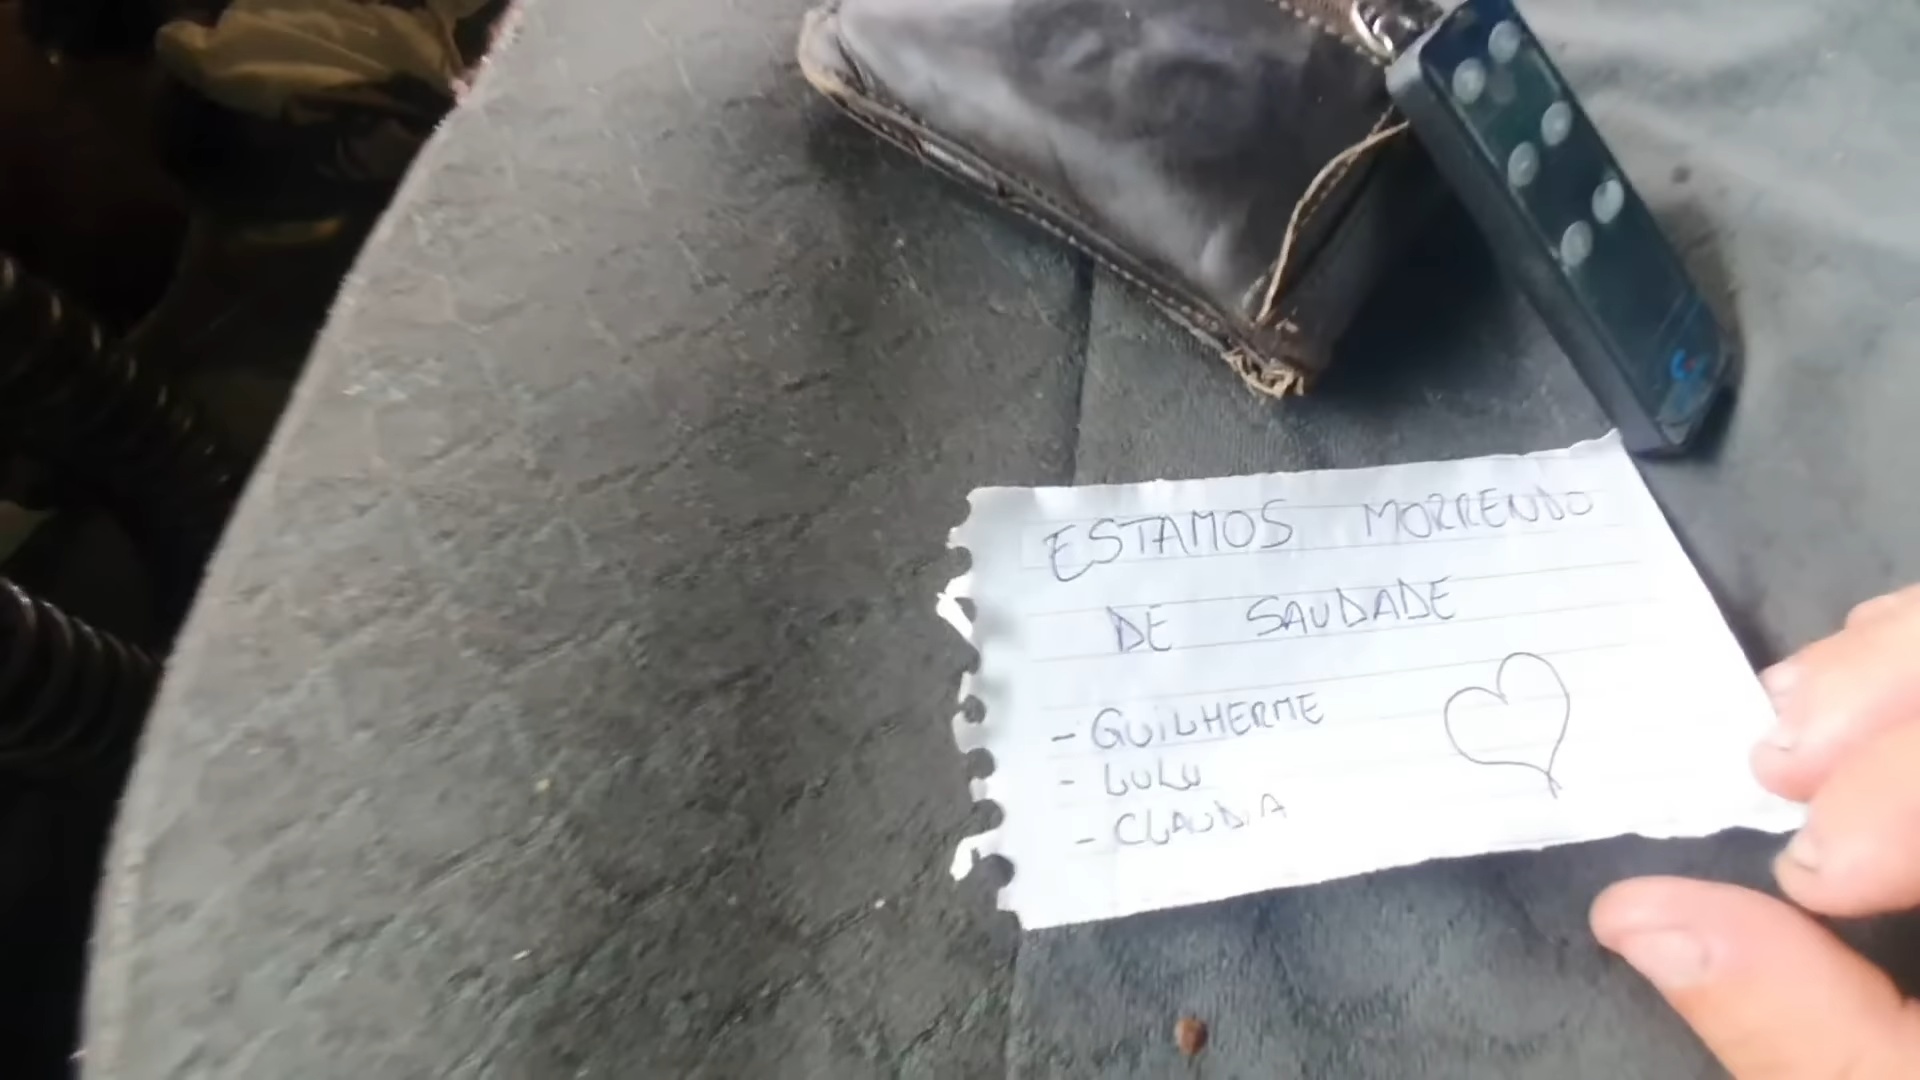 ESTAMOS MORRENDO
DE SAUDADE
- GUILHERME
- LULU
- CLAUDIA